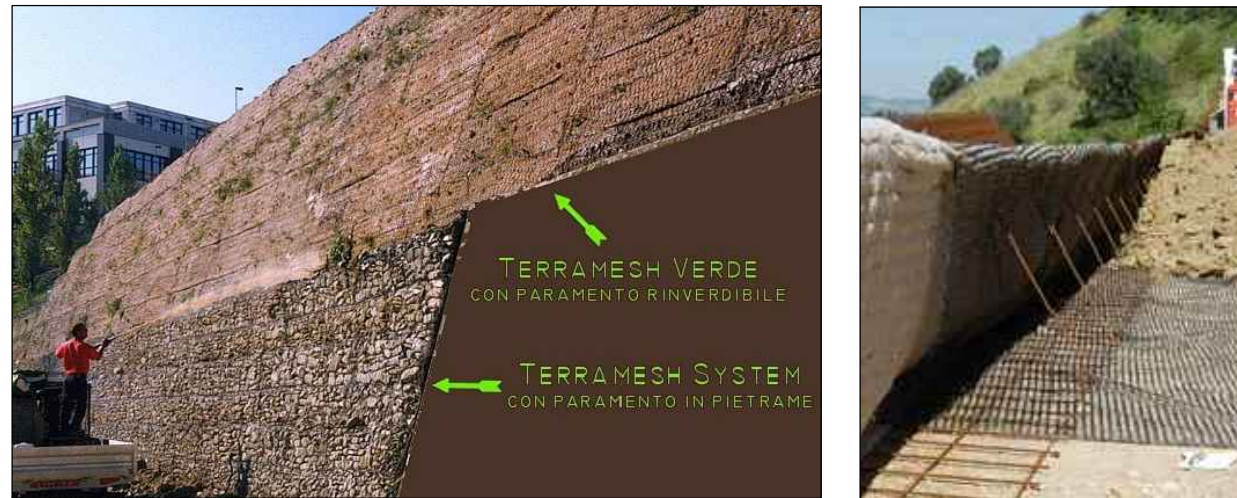 TERRAMESH VERDE
CON PARAMENTO RINVERDIBILE
TERRAMESH SYSTEM
CON PARAMENTO IN PIETRAME